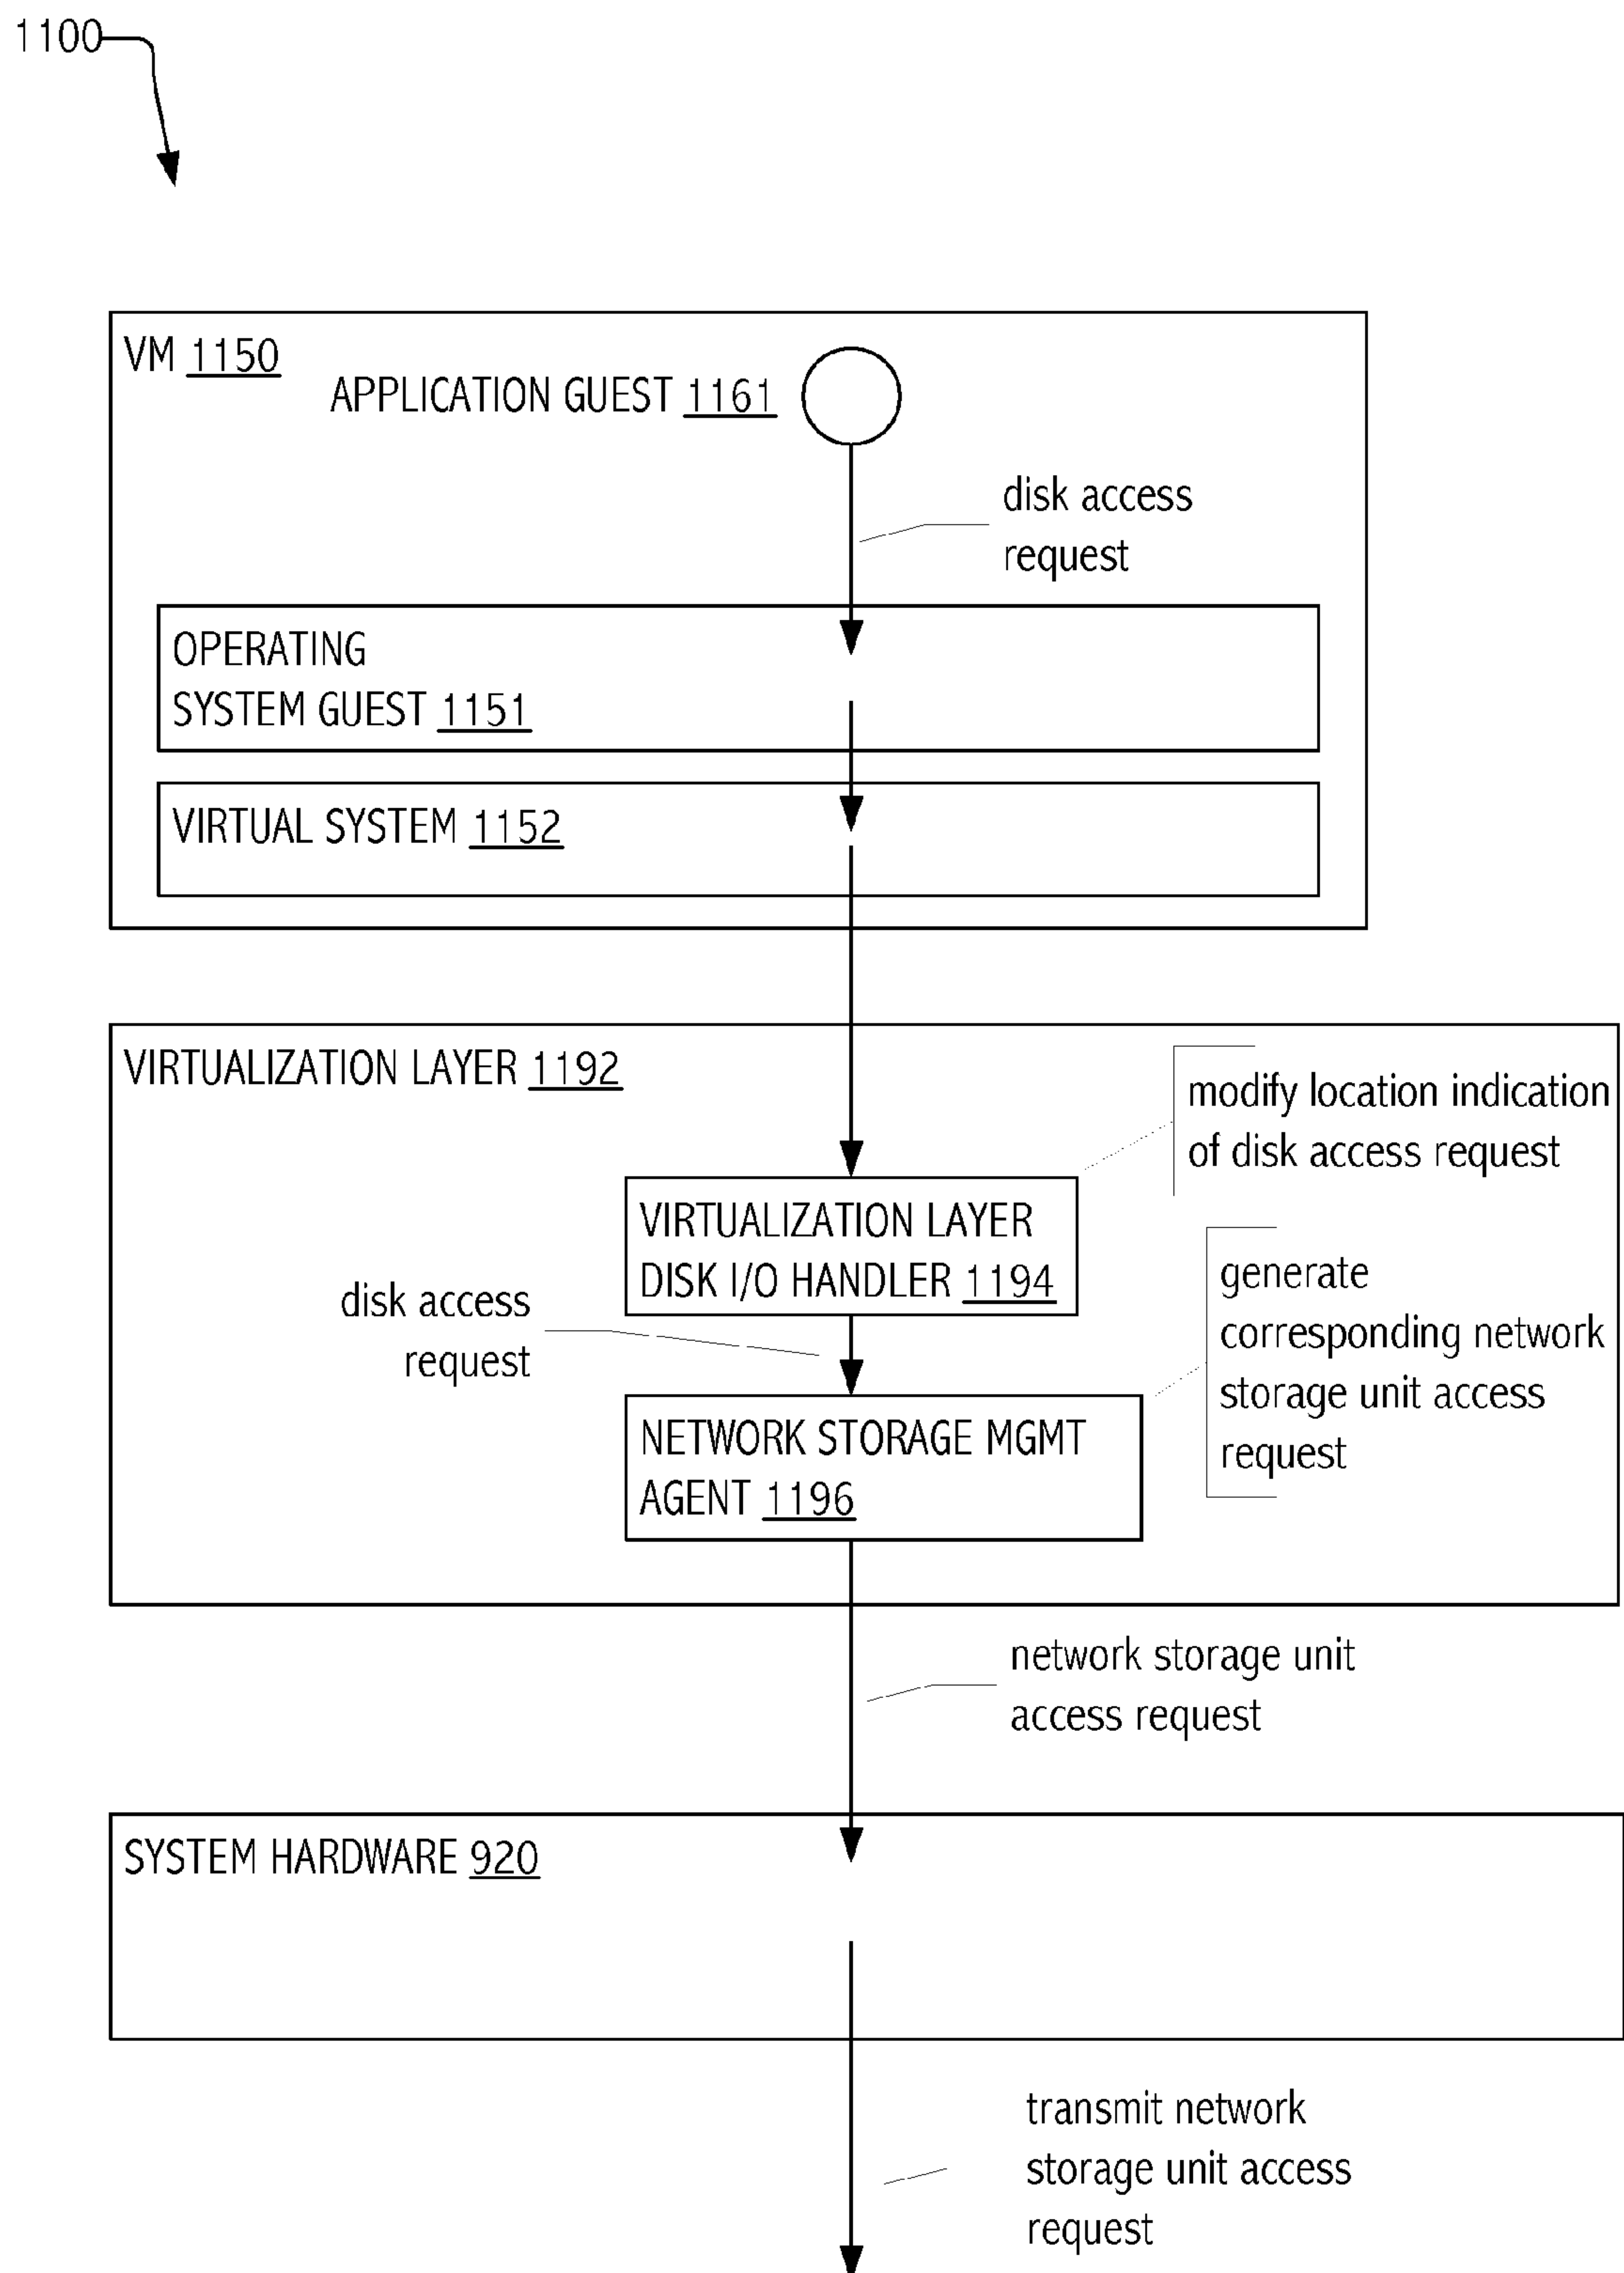 1100
VM 1150
APPLICATION GUEST 1161
disk access
request
OPERATING
SYSTEM GUEST 1151
VIRTUAL SYSTEM 1152
VIRTUALIZATION LAYER 1192
modify location indication
of disk access request
VIRTUALIZATION LAYER
DISK I/O HANDLER 1194
disk access
request
generate
corresponding network
storage unit access
request
NETWORK STORAGE MGMT
AGENT 1196
network storage unit
access request
SYSTEM HARDWARE 920
transmit network
storage unit access
request